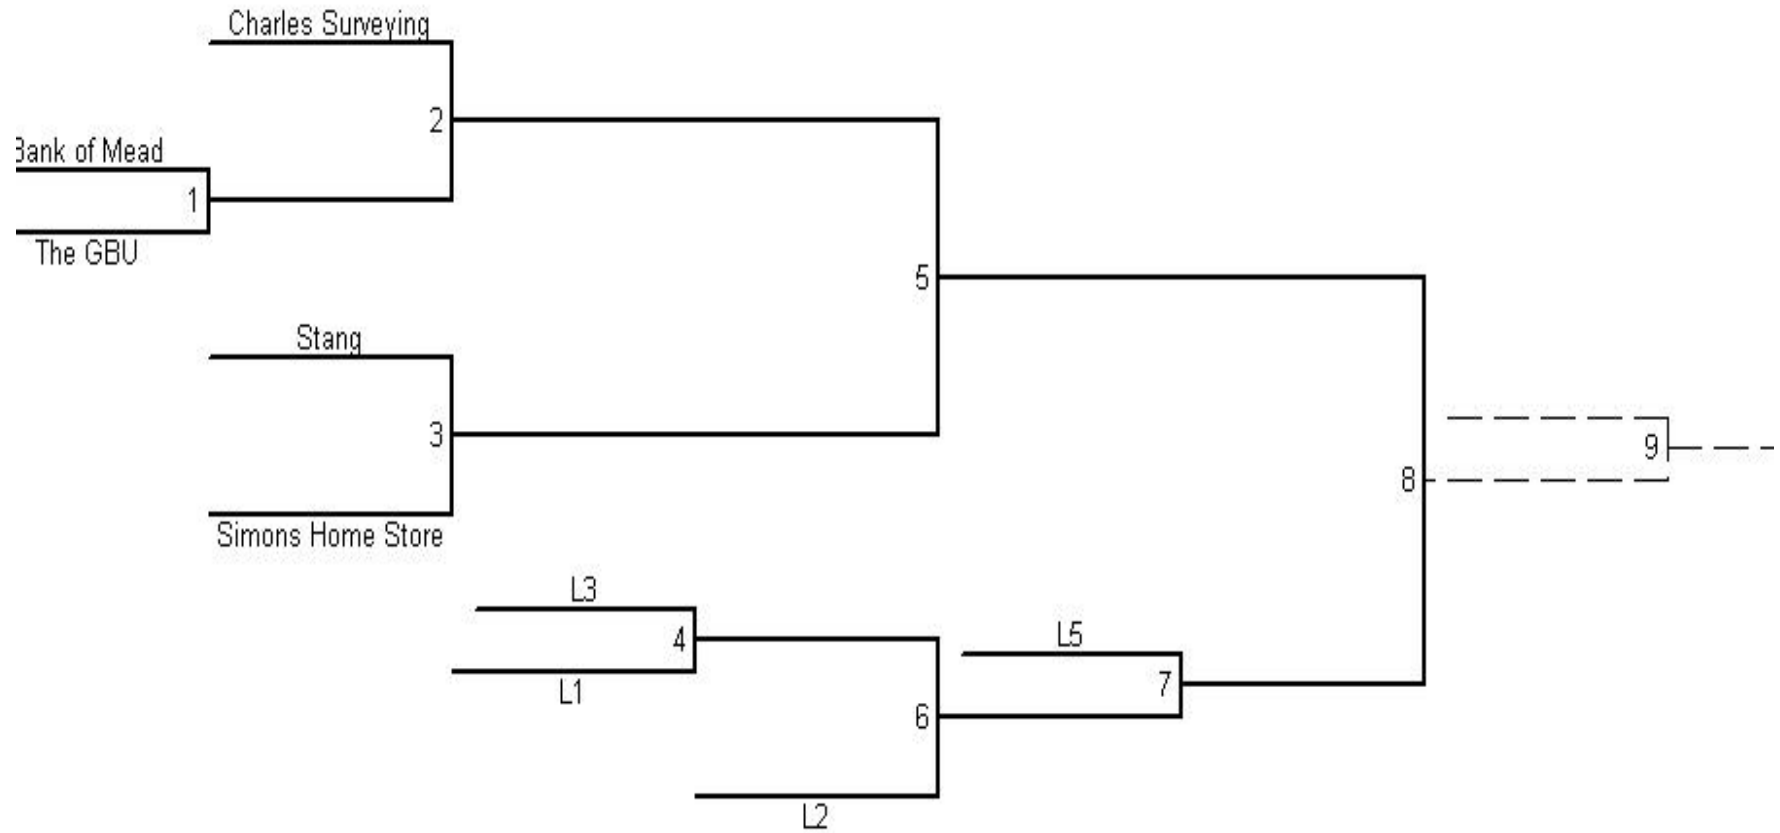 Charles Surveying
2
Bank of Mead
1
The GBU
5
Stang
3
9
8
Simons Home Store
L3
4
L5
L1
7
6
L2